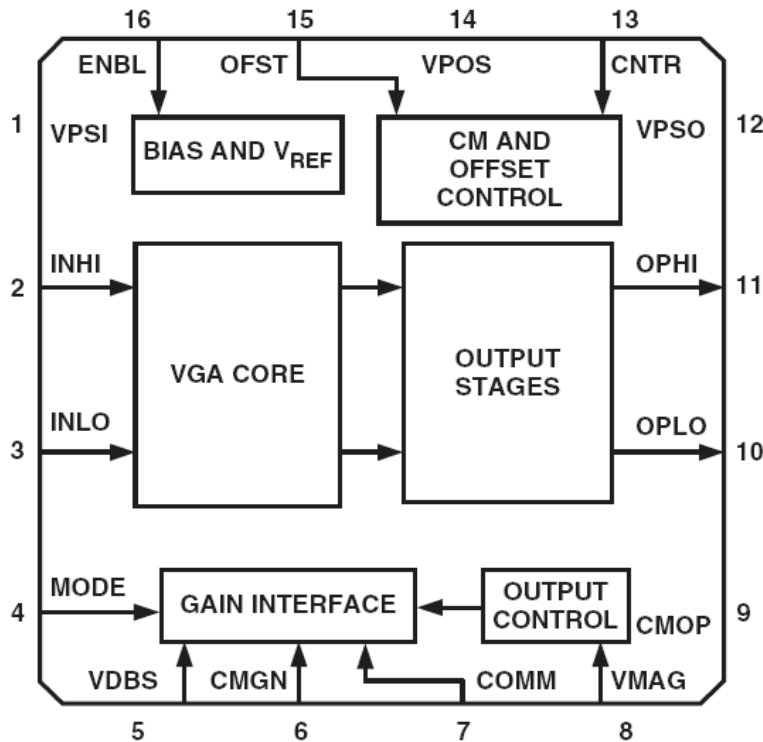 16 15 14 13
ENBL OFST VPOS CNTR
1 VPSI BIAS AND VREF CM AND OFFSET CONTROL VPSO 12
2 INHI OPHI 11
VGA CORE OUTPUT STAGES
3 INLO OPLO 10
4 MODE GAIN INTERFACE OUTPUT CONTROL CMOP 9
VDBS CMGN COMM VMAG
5 6 7 8